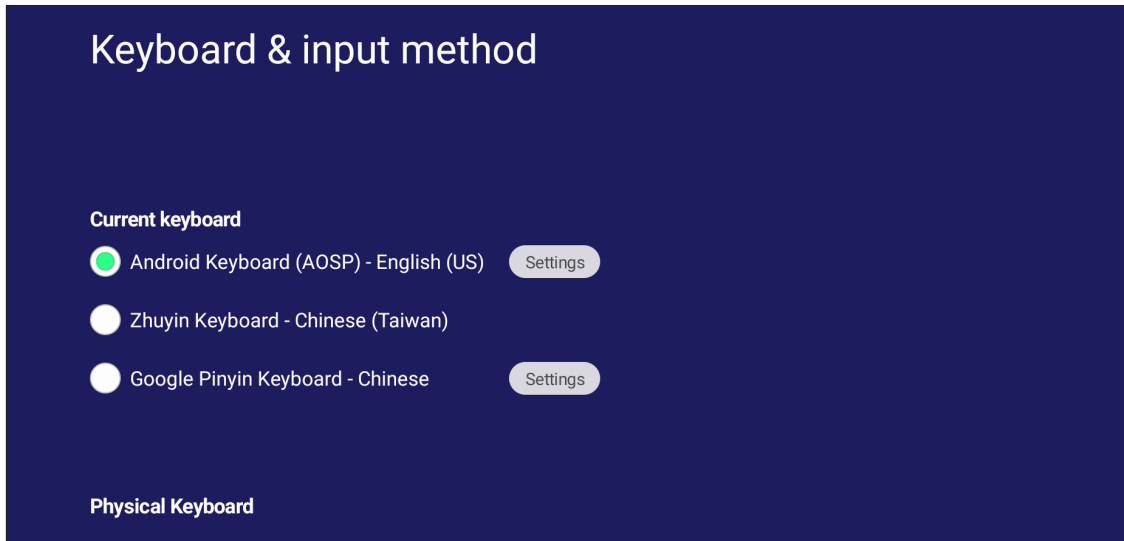 Keyboard & input method
Current keyboard
Android Keyboard (AOSP) - English (US) Settings
Zhuyin Keyboard - Chinese (Taiwan)
Google Pinyin Keyboard - Chinese Settings
Physical Keyboard